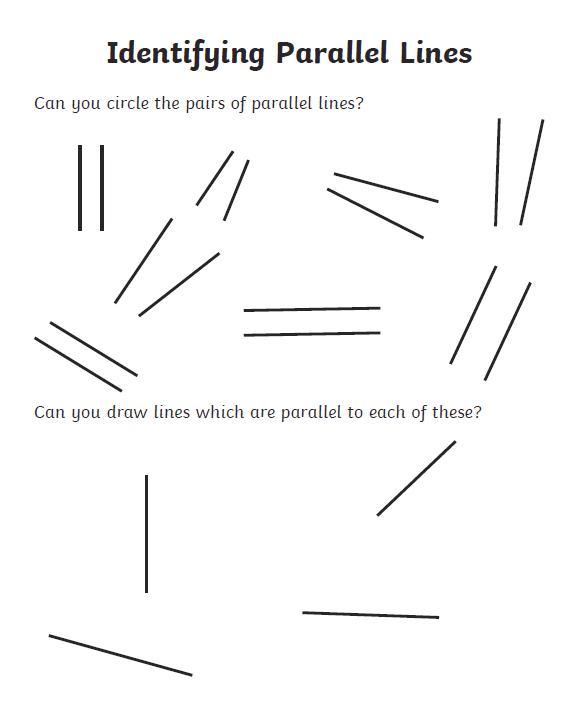 Identifying Parallel Lines
Can you circle the pairs of parallel lines?
Can you draw lines which are parallel to each of these?